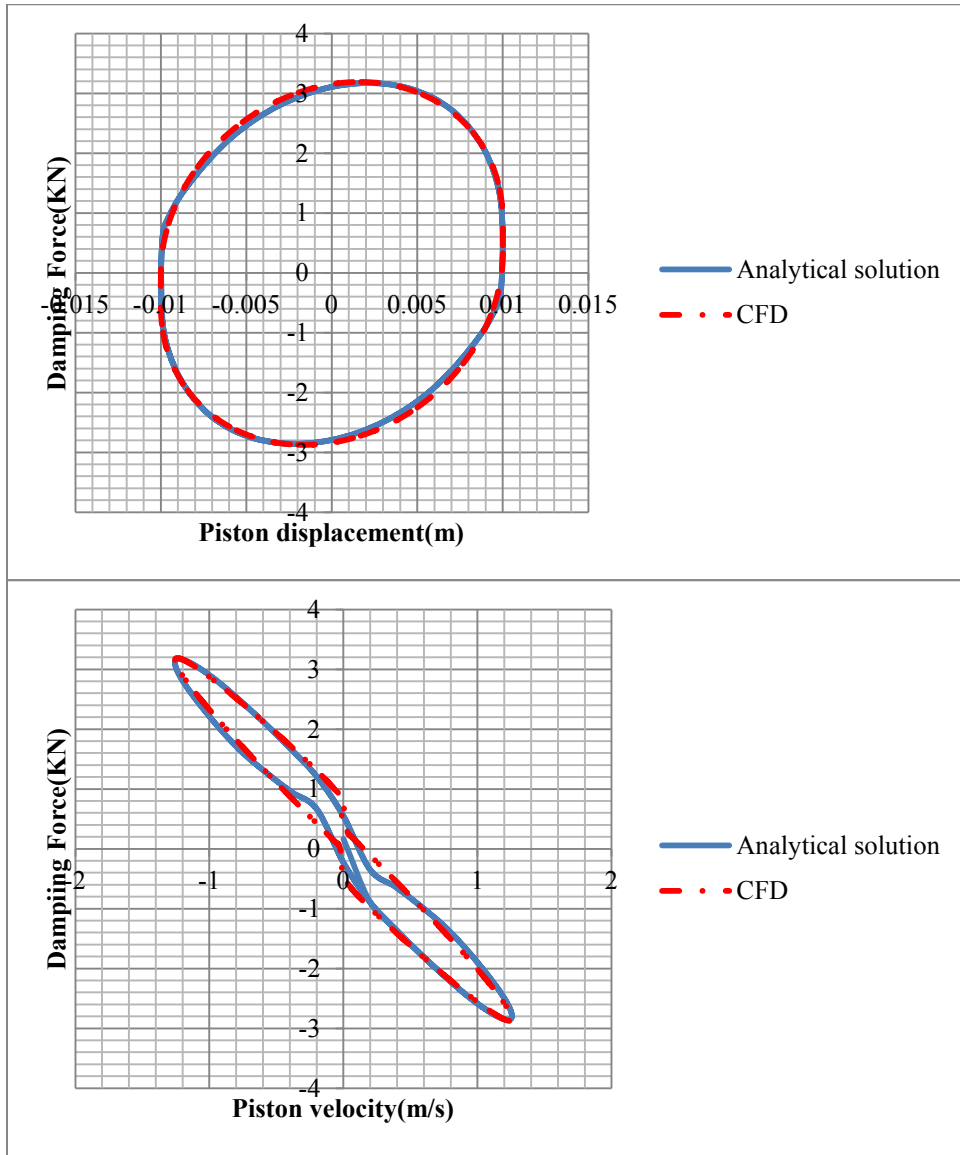 4
3
2
1
0
-0.015 -0.01 -0.005 0 0.005 0.01 0.015
-1
-2
-3
-4
Damping Force(KN)
Piston displacement(m)
Analytical solution
CFD
4
3
2
1
0
-2 -1 0 1 2
-1
-2
-3
-4
Dampiing Force(KN)
Piston velocity(m/s)
Analytical solution
CFD